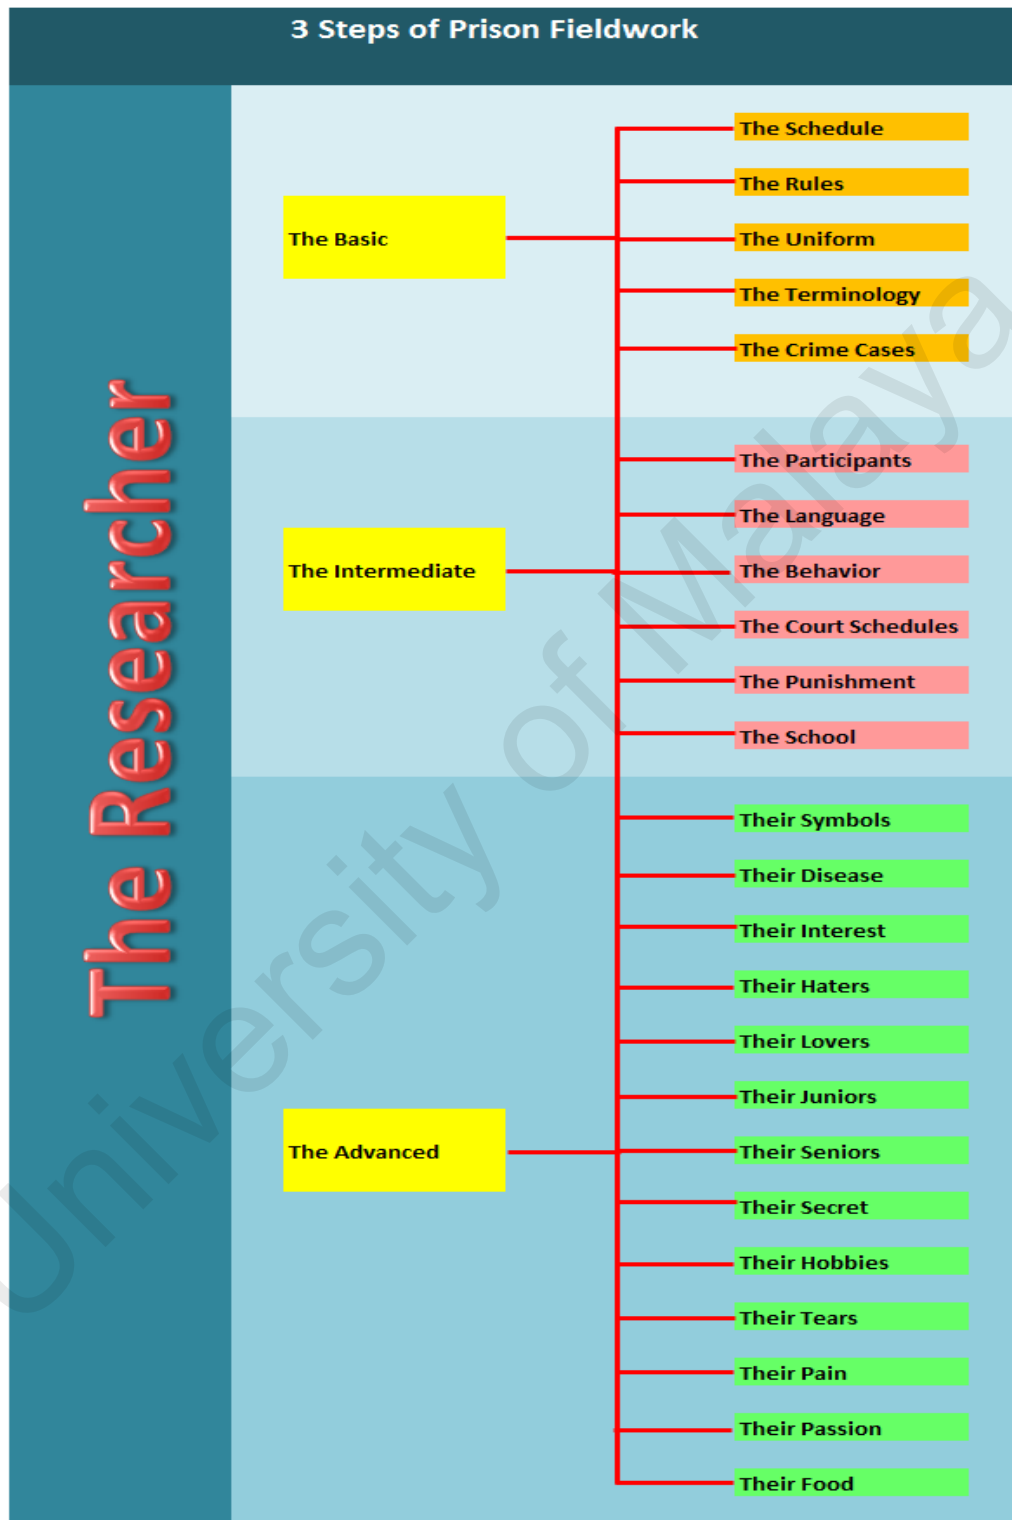 3 Steps of Prison Fieldwork
The Researcher
The Basic
The Schedule
The Rules
The Uniform
The Terminology
The Crime Cases
The Intermediate
The Participants
The Language
The Behavior
The Court Schedules
The Punishment
The School
The Advanced
Their Symbols
Their Disease
Their Interest
Their Haters
Their Lovers
Their Juniors
Their Seniors
Their Secret
Their Hobbies
Their Tears
Their Pain
Their Passion
Their Food
University of Malaya